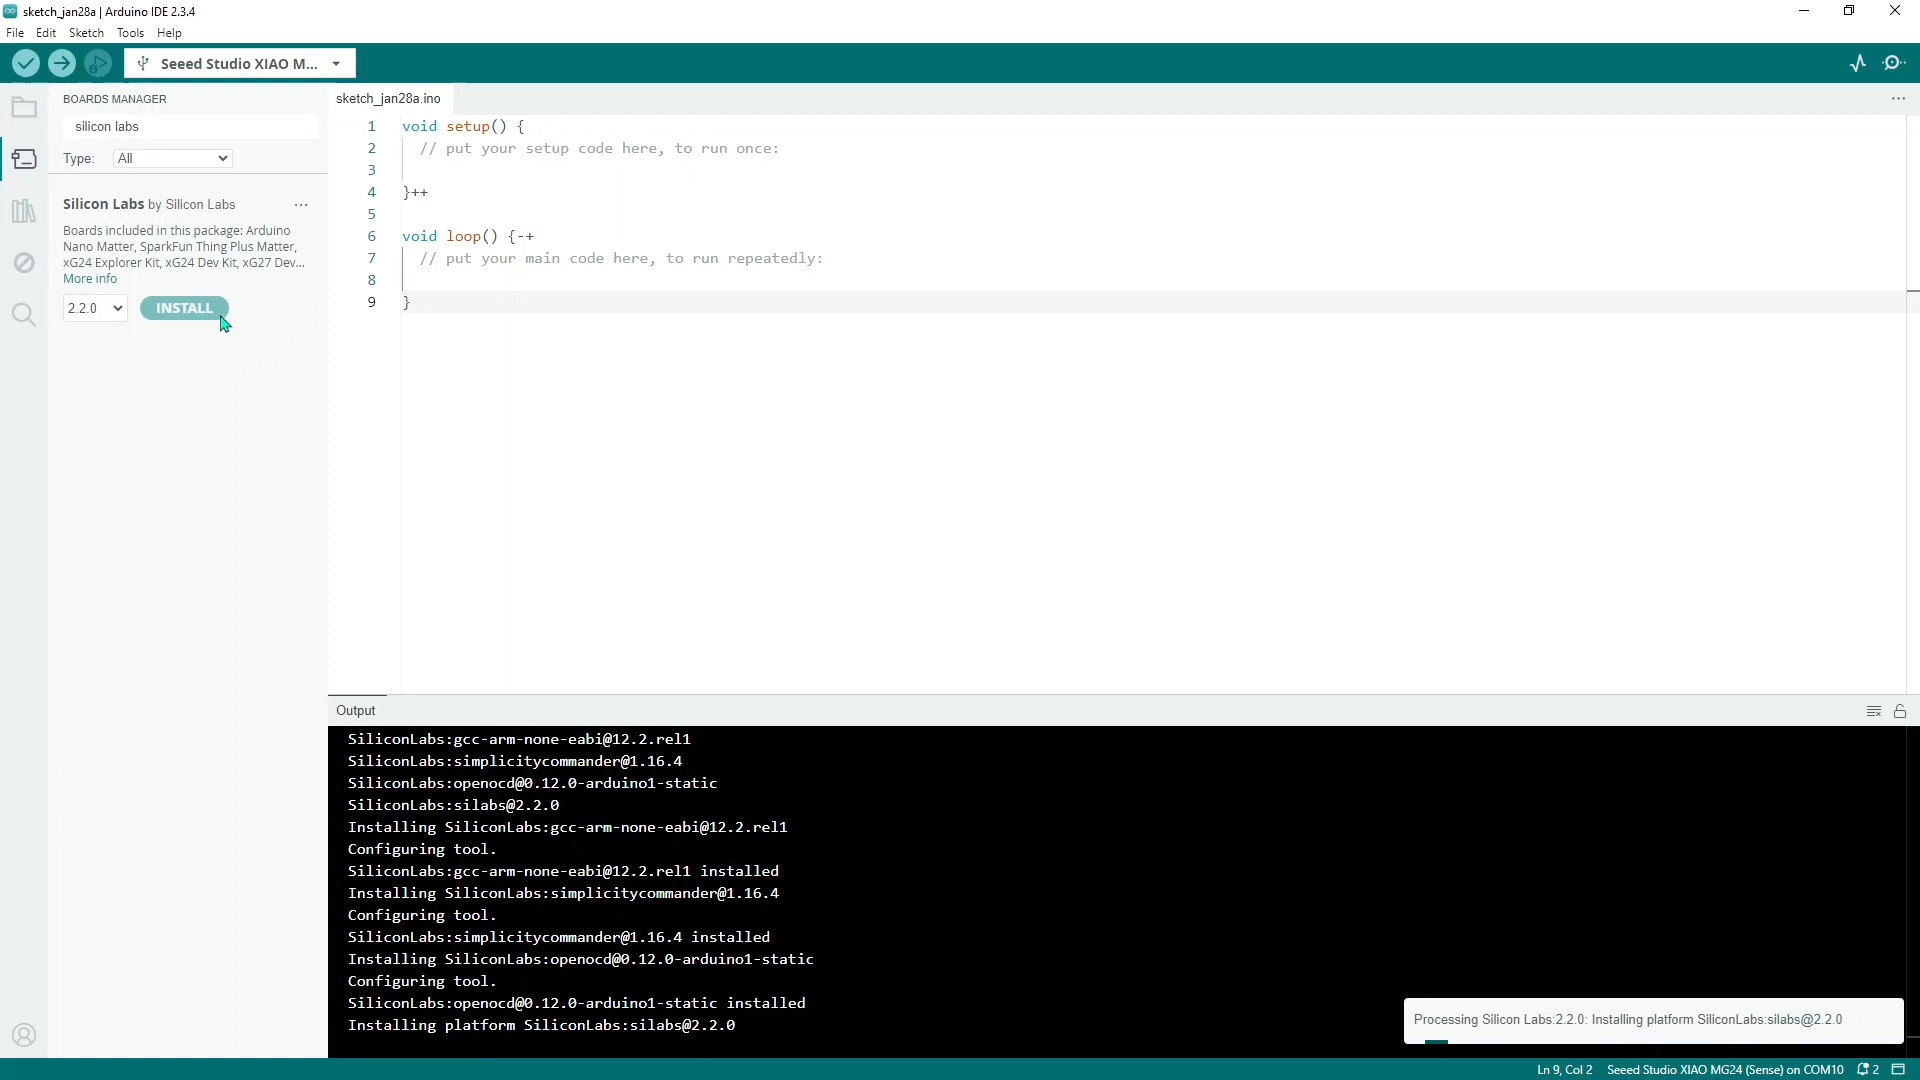 sketch_jan28a | Arduino IDE 2.3.4
File Edit Sketch Tools Help
Seeed Studio XIAO M...
BOARDS MANAGER
silicon labs
Type: All
Silicon Labs by Silicon Labs
Boards included in this package: Arduino
Nano Matter, SparkFun Thing Plus Matter,
xG24 Explorer Kit, xG24 Dev Kit, xG27 Dev...
More info
2.2.0 INSTALL
sketch_jan28a.ino
1 void setup() {
2 // put your setup code here, to run once:
3
4 }++
5
6 void loop() {-+
7 // put your main code here, to run repeatedly:
8
9 }
Output
SiliconLabs:gcc-arm-none-eabi@12.2.rel1
SiliconLabs:simplicitycommander@1.16.4
SiliconLabs:openocd@0.12.0-arduino1-static
SiliconLabs:silabs@2.2.0
Installing SiliconLabs:gcc-arm-none-eabi@12.2.rel1
Configuring tool.
SiliconLabs:gcc-arm-none-eabi@12.2.rel1 installed
Installing SiliconLabs:simplicitycommander@1.16.4
Configuring tool.
SiliconLabs:simplicitycommander@1.16.4 installed
Installing SiliconLabs:openocd@0.12.0-arduino1-static
Configuring tool.
SiliconLabs:openocd@0.12.0-arduino1-static installed
Installing platform SiliconLabs:silabs@2.2.0
Processing Silicon Labs:2.2.0: Installing platform SiliconLabs:silabs@2.2.0
Ln 9, Col 2 Seeed Studio XIAO MG24 (Sense) on COM10 2